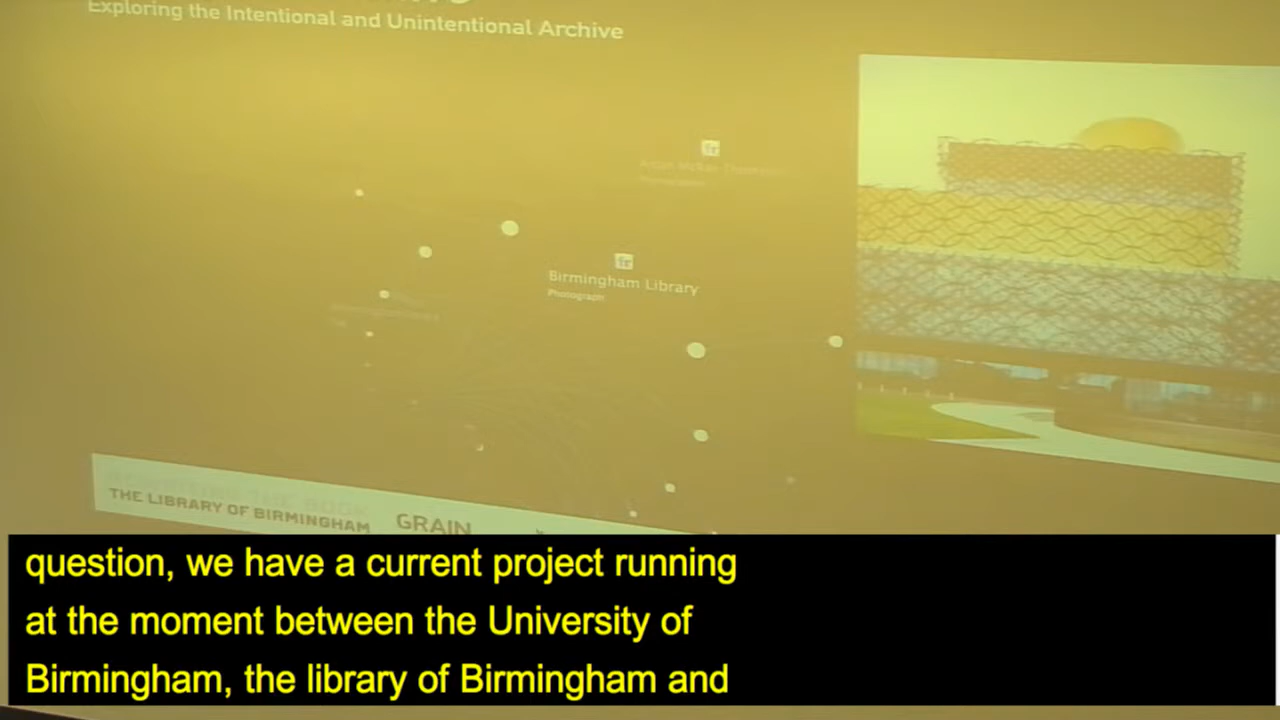 Exploring the Intentional and Unintentional Archive
Birmingham Library
Photograph
THE LIBRARY OF BIRMINGHAM
GRAIN
question, we have a current project running
at the moment between the University of
Birmingham, the library of Birmingham and